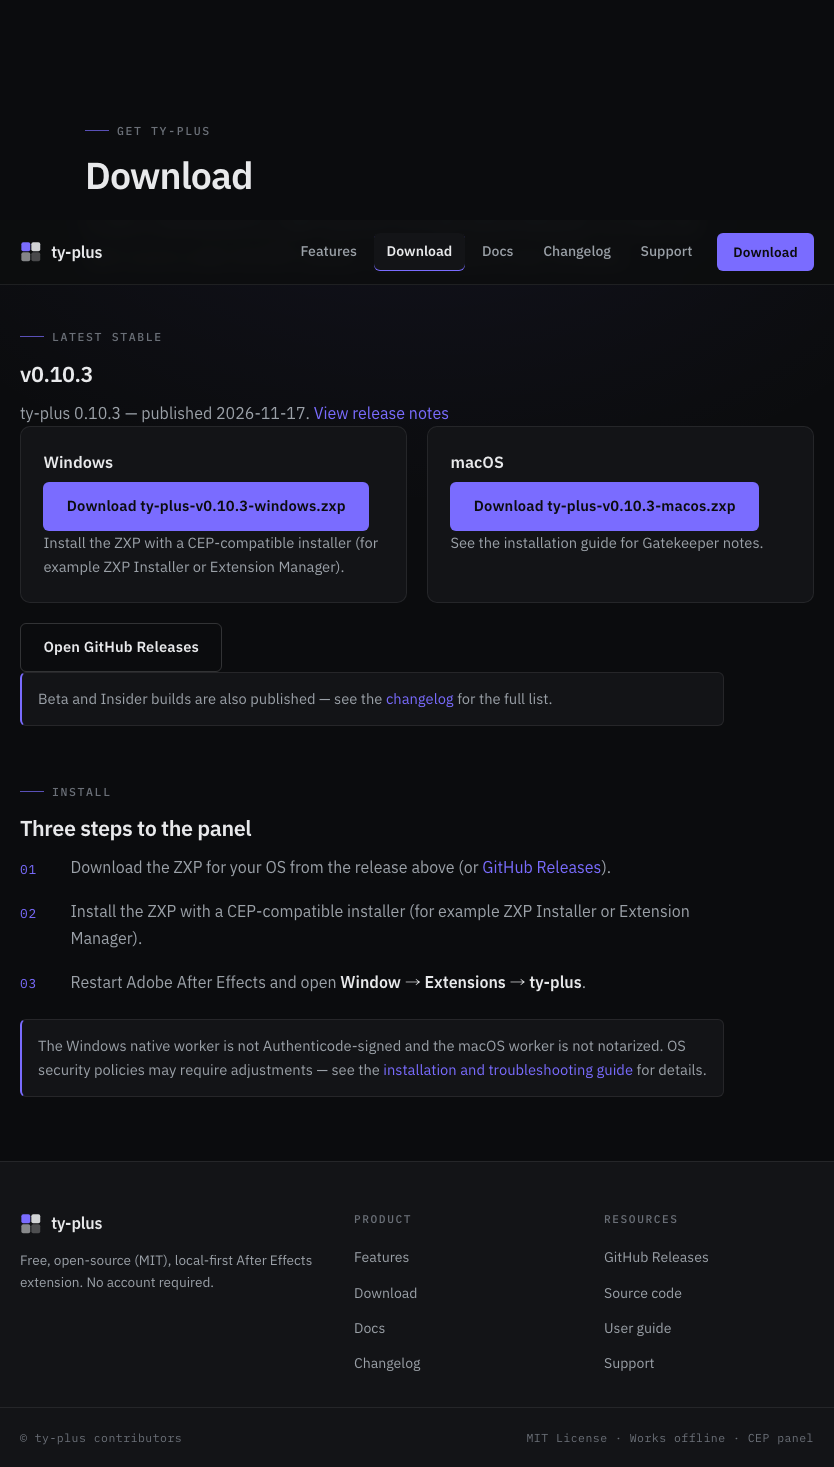 GET TY-PLUS
Download
ty-plus
Features
Download
Docs
Changelog
Support
Download
LATEST STABLE
v0.10.3
ty-plus 0.10.3 — published 2026-11-17. View release notes
Windows
Download ty-plus-v0.10.3-windows.zxp
Install the ZXP with a CEP-compatible installer (for
example ZXP Installer or Extension Manager).
macOS
Download ty-plus-v0.10.3-macos.zxp
See the installation guide for Gatekeeper notes.
Open GitHub Releases
Beta and Insider builds are also published — see the changelog for the full list.
INSTALL
Three steps to the panel
01 Download the ZXP for your OS from the release above (or GitHub Releases).
02 Install the ZXP with a CEP-compatible installer (for example ZXP Installer or Extension
Manager).
03 Restart Adobe After Effects and open Window → Extensions → ty-plus.
The Windows native worker is not Authenticode-signed and the macOS worker is not notarized. OS
security policies may require adjustments — see the installation and troubleshooting guide for details.
ty-plus
Free, open-source (MIT), local-first After Effects
extension. No account required.
PRODUCT
Features
Download
Docs
Changelog
RESOURCES
GitHub Releases
Source code
User guide
Support
© ty-plus contributors
MIT License · Works offline · CEP panel